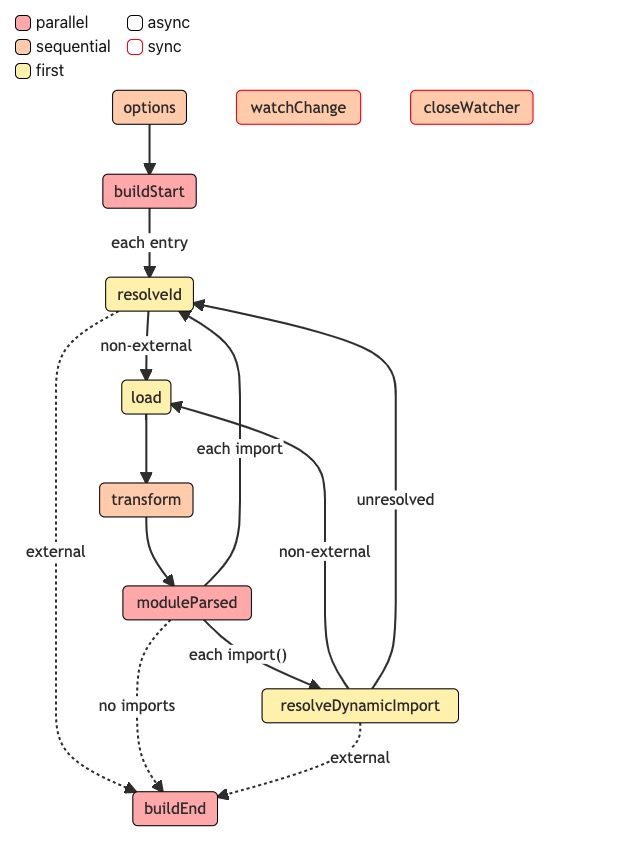 parallel
async
sequential
sync
first
options
watchChange
closeWatcher
buildStart
each entry
resolveId
non-external
load
each import
transform
unresolved
external
non-external
moduleParsed
each import()
no imports
resolveDynamicImport
external
buildEnd